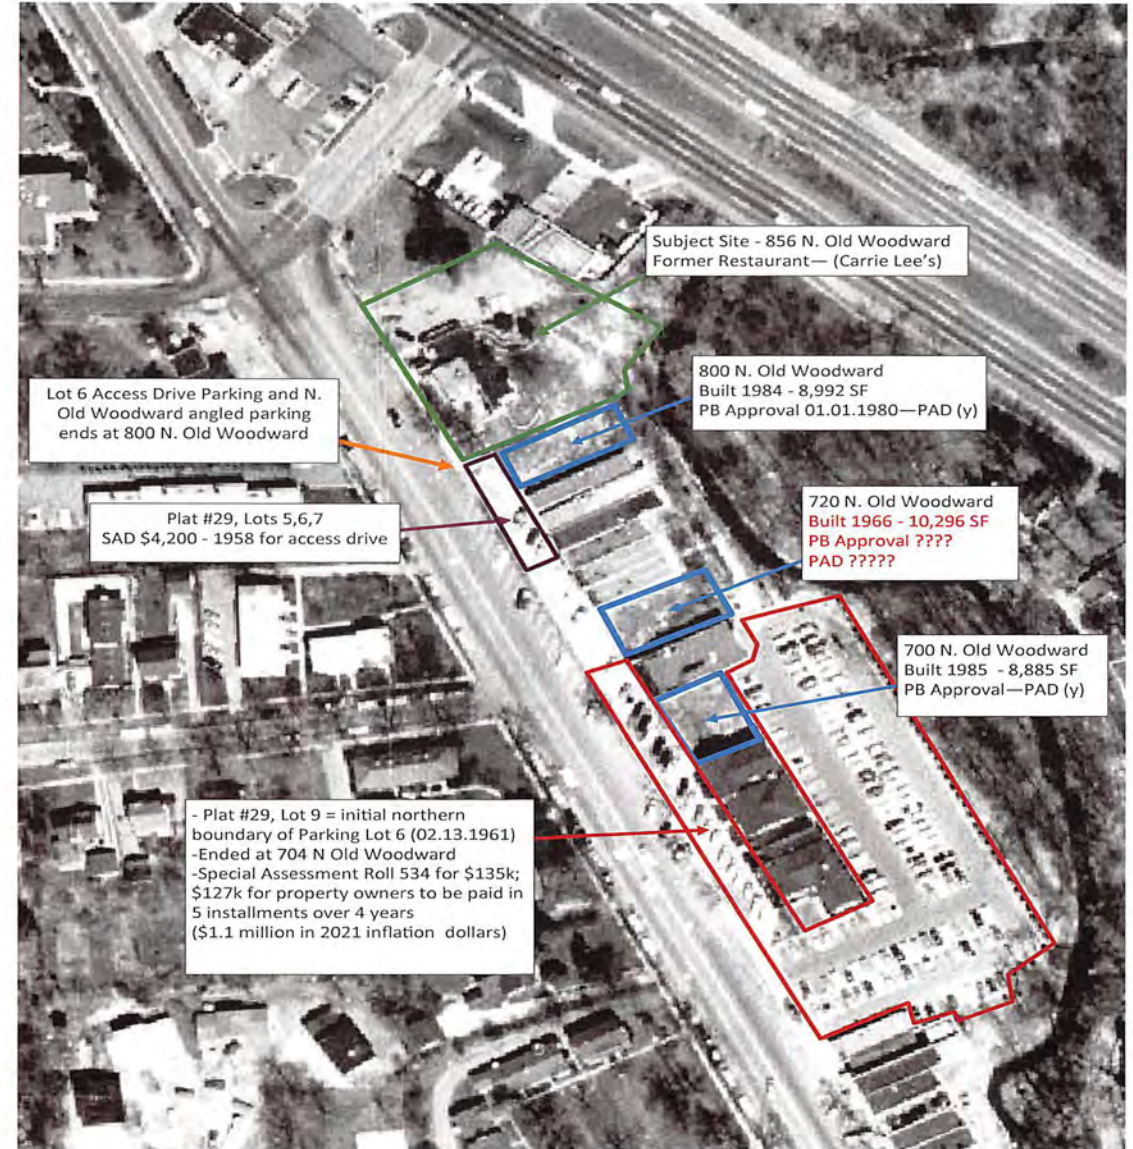 Subject Site - 856 N. Old Woodward
Former Restaurant— (Carrie Lee's)
800 N. Old Woodward
Built 1984 - 8,992 SF
PB Approval 01.01.1980—PAD (y)
Lot 6 Access Drive Parking and N.
Old Woodward angled parking
ends at 800 N. Old Woodward
Plat #29, Lots 5,6,7
SAD $4,200 - 1958 for access drive
720 N. Old Woodward
Built 1966 - 10,296 SF
PB Approval ????
PAD ?????
700 N. Old Woodward
Built 1985 - 8,885 SF
PB Approval—PAD (y)
- Plat #29, Lot 9 = initial northern
boundary of Parking Lot 6 (02.13.1961)
-Ended at 704 N Old Woodward
-Special Assessment Roll 534 for $135k;
$127k for property owners to be paid in
5 installments over 4 years
($1.1 million in 2021 inflation dollars)